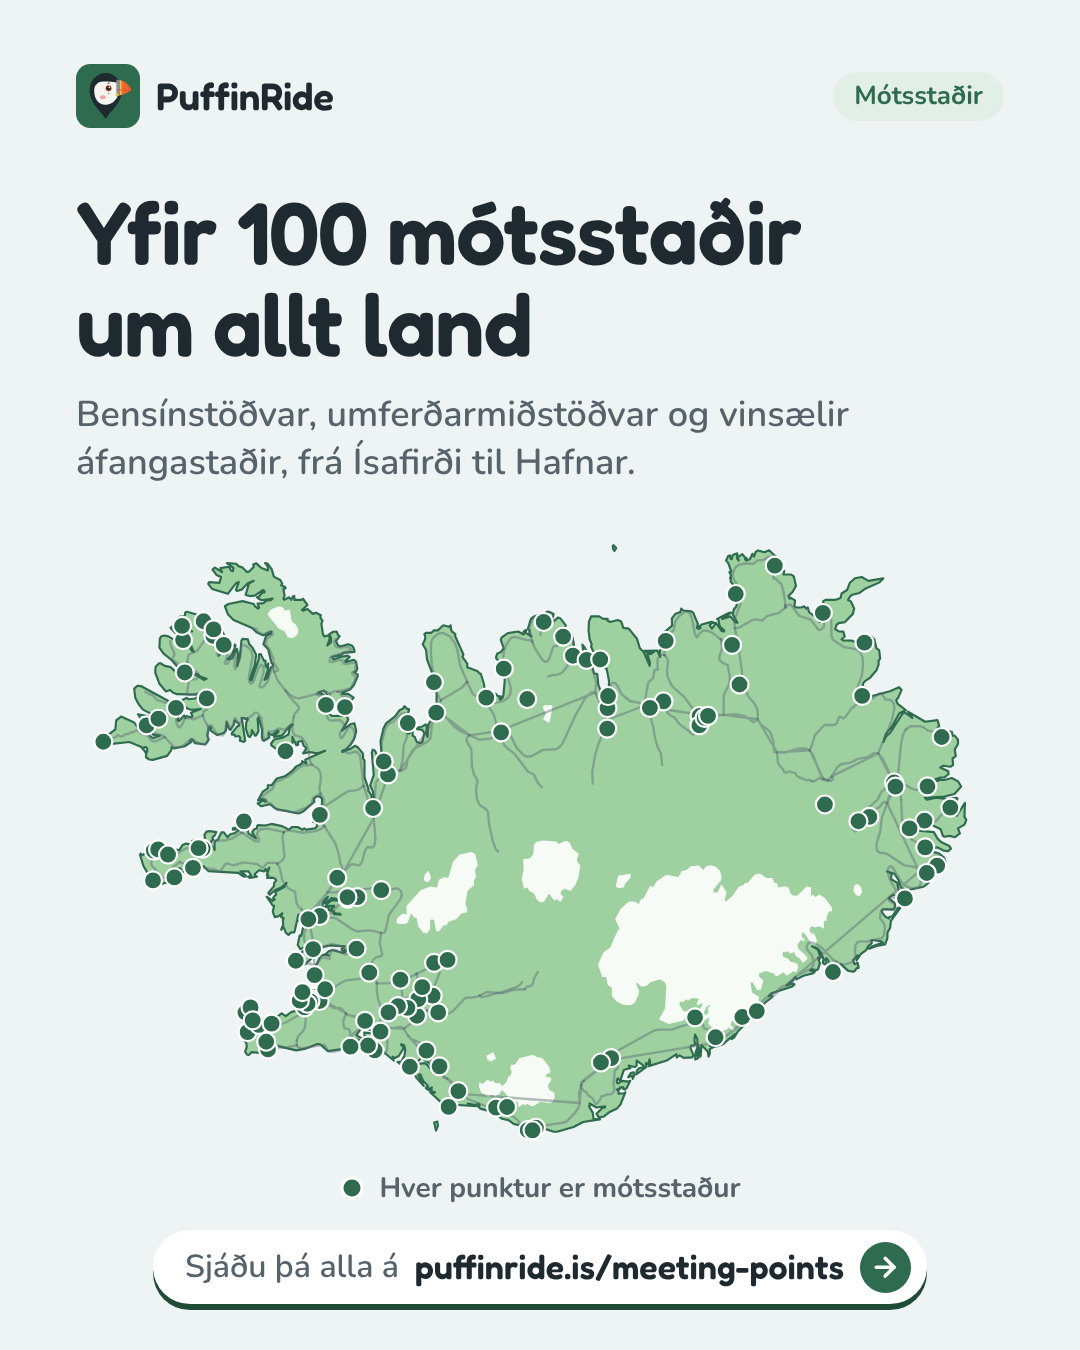 PuffinRide
Mótsstaðir
Yfir 100 mótsstaðir
um allt land
Bensínstöðvar, umferðarmiðstöðvar og vinsælir
áfangastaðir, frá Ísafirði til Hafnar.
Hver punktur er mótsstaður
Sjáðu þá alla á puffinride.is/meeting-points